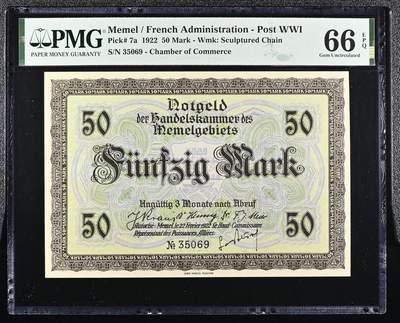 PMG
PAPER MONEY GUARANTY
Memel / French Administration - Post WWI
Pick# 7a 1922 50 Mark - Wmk: Sculptured Chain
S/N 35069 - Chamber of Commerce
66 EPQ
Gem Uncirculated
Notgeld
der Handelskammer des
Memelgebiets
50 50
Fünfzig Mark
Ungültig 3 Monate nach Abruf
50 50
№ 35069